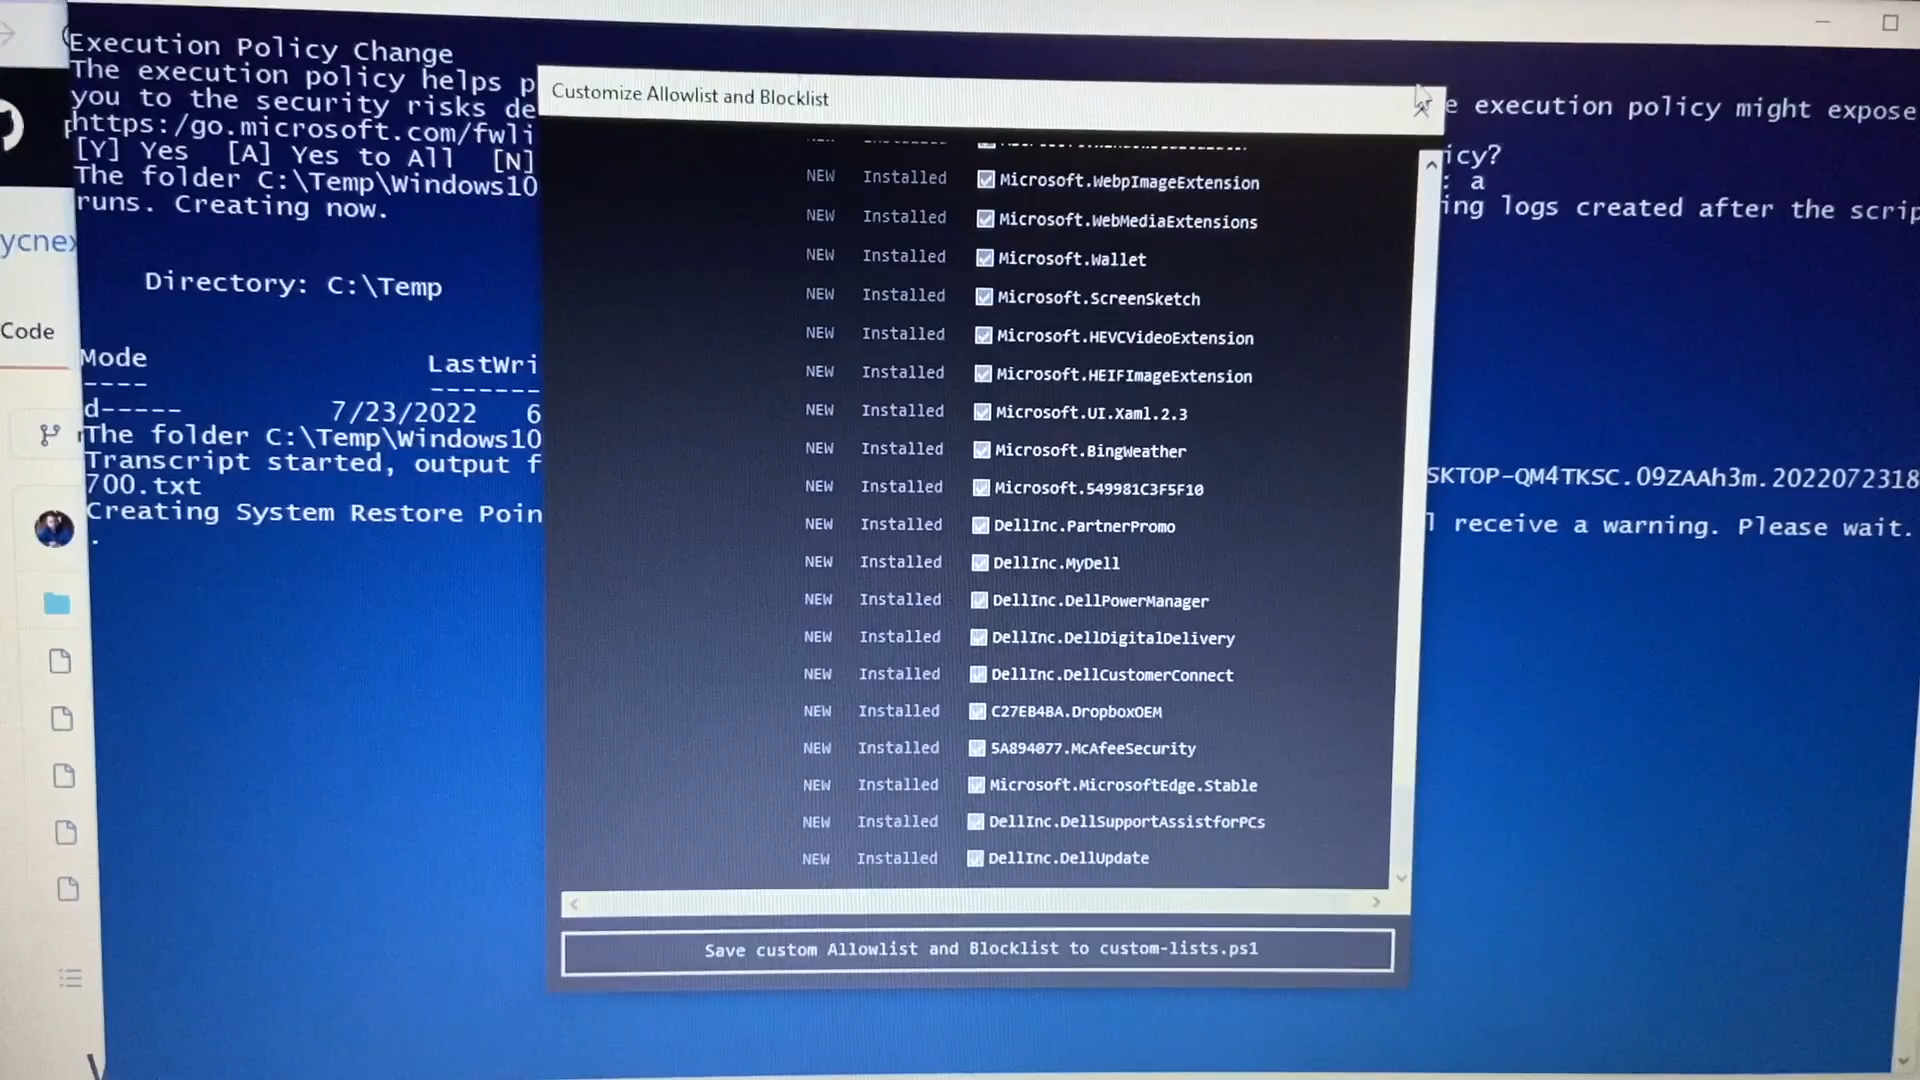 Execution Policy Change
The execution policy helps p
you to the security risks de
https:/go.microsoft.com/fwli
[Y] Yes [A] Yes to All [N]
The folder C:\Temp\Windows10
runs. Creating now.
Directory: C:\Temp
Mode LastWri
---- -------
d----- 7/23/2022 6
The folder C:\Temp\Windows10
Transcript started, output f
700.txt
Creating System Restore Poin
.
e execution policy might expose
icy?
: a
ing logs created after the scrip
SKTOP-QM4TKSC.09ZAAh3m.2022072318
l receive a warning. Please wait.
ycnex
Code
Customize Allowlist and Blocklist
NEW Installed Microsoft.WebpImageExtension
NEW Installed Microsoft.WebMediaExtensions
NEW Installed Microsoft.Wallet
NEW Installed Microsoft.ScreenSketch
NEW Installed Microsoft.HEVCVideoExtension
NEW Installed Microsoft.HEIFImageExtension
NEW Installed Microsoft.UI.Xaml.2.3
NEW Installed Microsoft.BingWeather
NEW Installed Microsoft.549981C3F5F10
NEW Installed DellInc.PartnerPromo
NEW Installed DellInc.MyDell
NEW Installed DellInc.DellPowerManager
NEW Installed DellInc.DellDigitalDelivery
NEW Installed DellInc.DellCustomerConnect
NEW Installed C27EB4BA.DropboxOEM
NEW Installed 5A894077.McAfeeSecurity
NEW Installed Microsoft.MicrosoftEdge.Stable
NEW Installed DellInc.DellSupportAssistforPCs
NEW Installed DellInc.DellUpdate
Save custom Allowlist and Blocklist to custom-lists.ps1